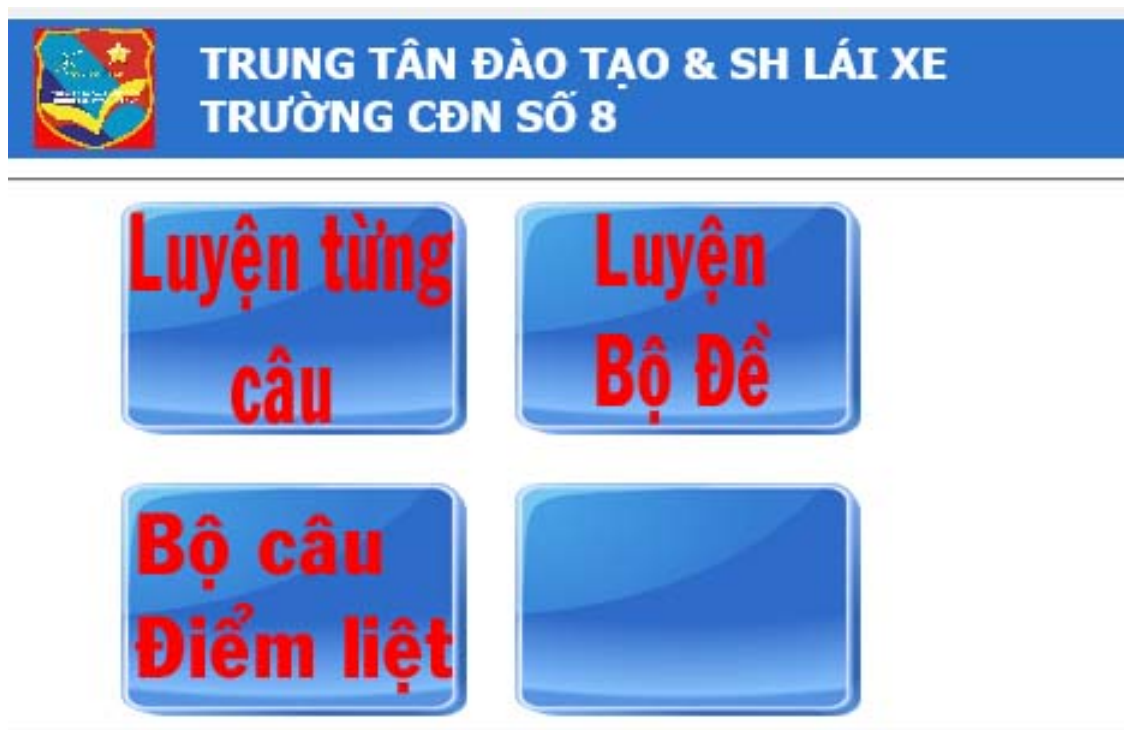 TRUNG TÂN ĐÀO TẠO & SH LÁI XE
TRƯỜNG CĐN SỐ 8
Luyện từng
câu
Luyện
Bộ Đề
Bộ câu
Điểm liệt